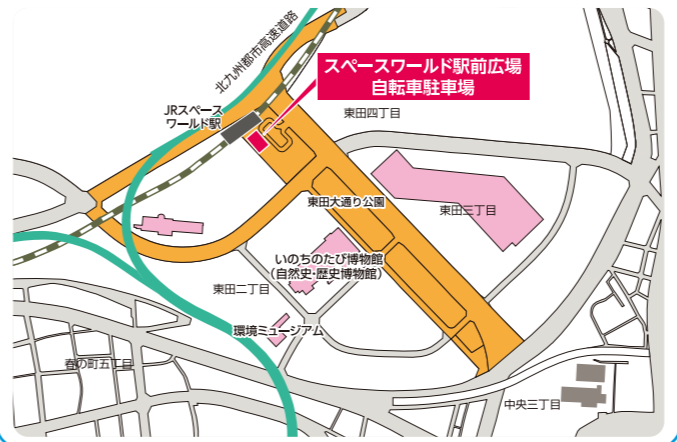 北九州都市高速道路
スペースワールド駅前広場
自転車駐車場
JRスペース
ワールド駅
東田四丁目
東田大通り公園
東田三丁目
いのちのたび博物館
（自然史・歴史博物館）
東田二丁目
環境ミュージアム
春の町五丁目
中央三丁目